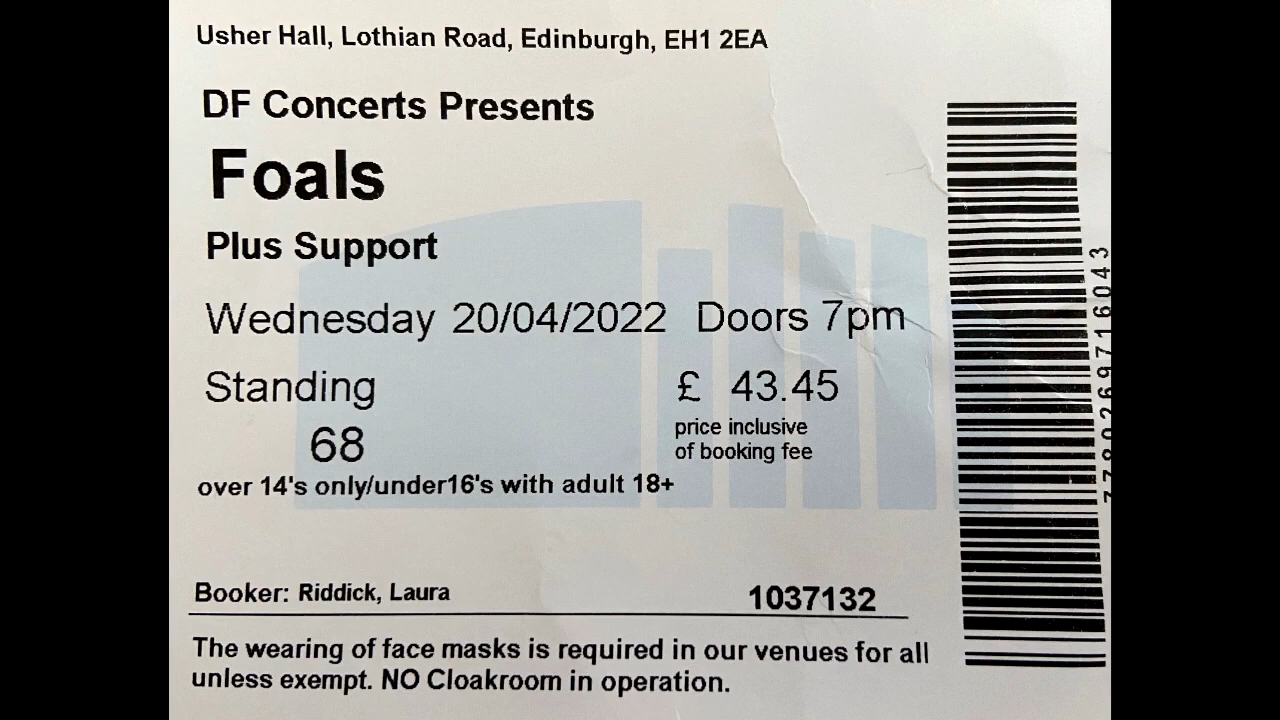 Usher Hall, Lothian Road, Edinburgh, EH1 2EA
DF Concerts Presents
Foals
Plus Support
Wednesday 20/04/2022 Doors 7pm
Standing £ 43.45
68 price inclusive
of booking fee
over 14's only/under16's with adult 18+
Booker: Riddick, Laura 1037132
The wearing of face masks is required in our venues for all
unless exempt. NO Cloakroom in operation.